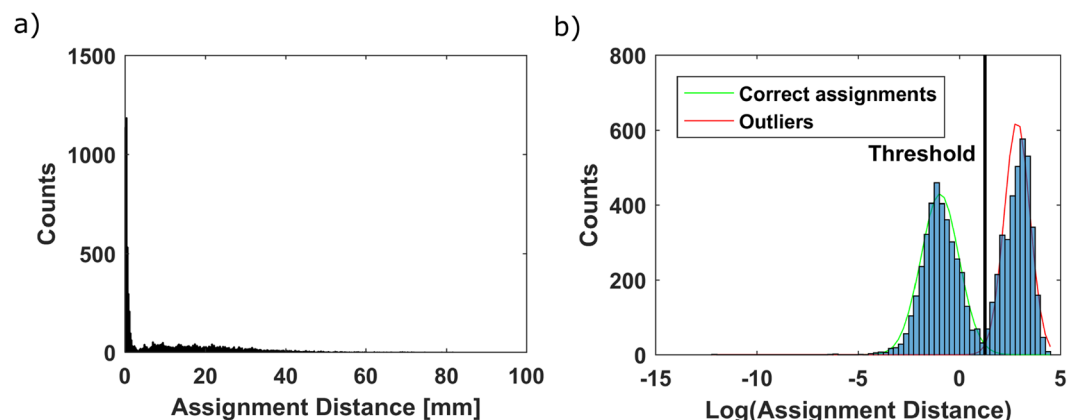 a)
1500
1000
500
0
0 20 40 60 80 100
Counts
Assignment Distance [mm]
b)
800
600
400
200
0
-15 -10 -5 0 5
Counts
Correct assignments
Outliers
Threshold
Log(Assignment Distance)